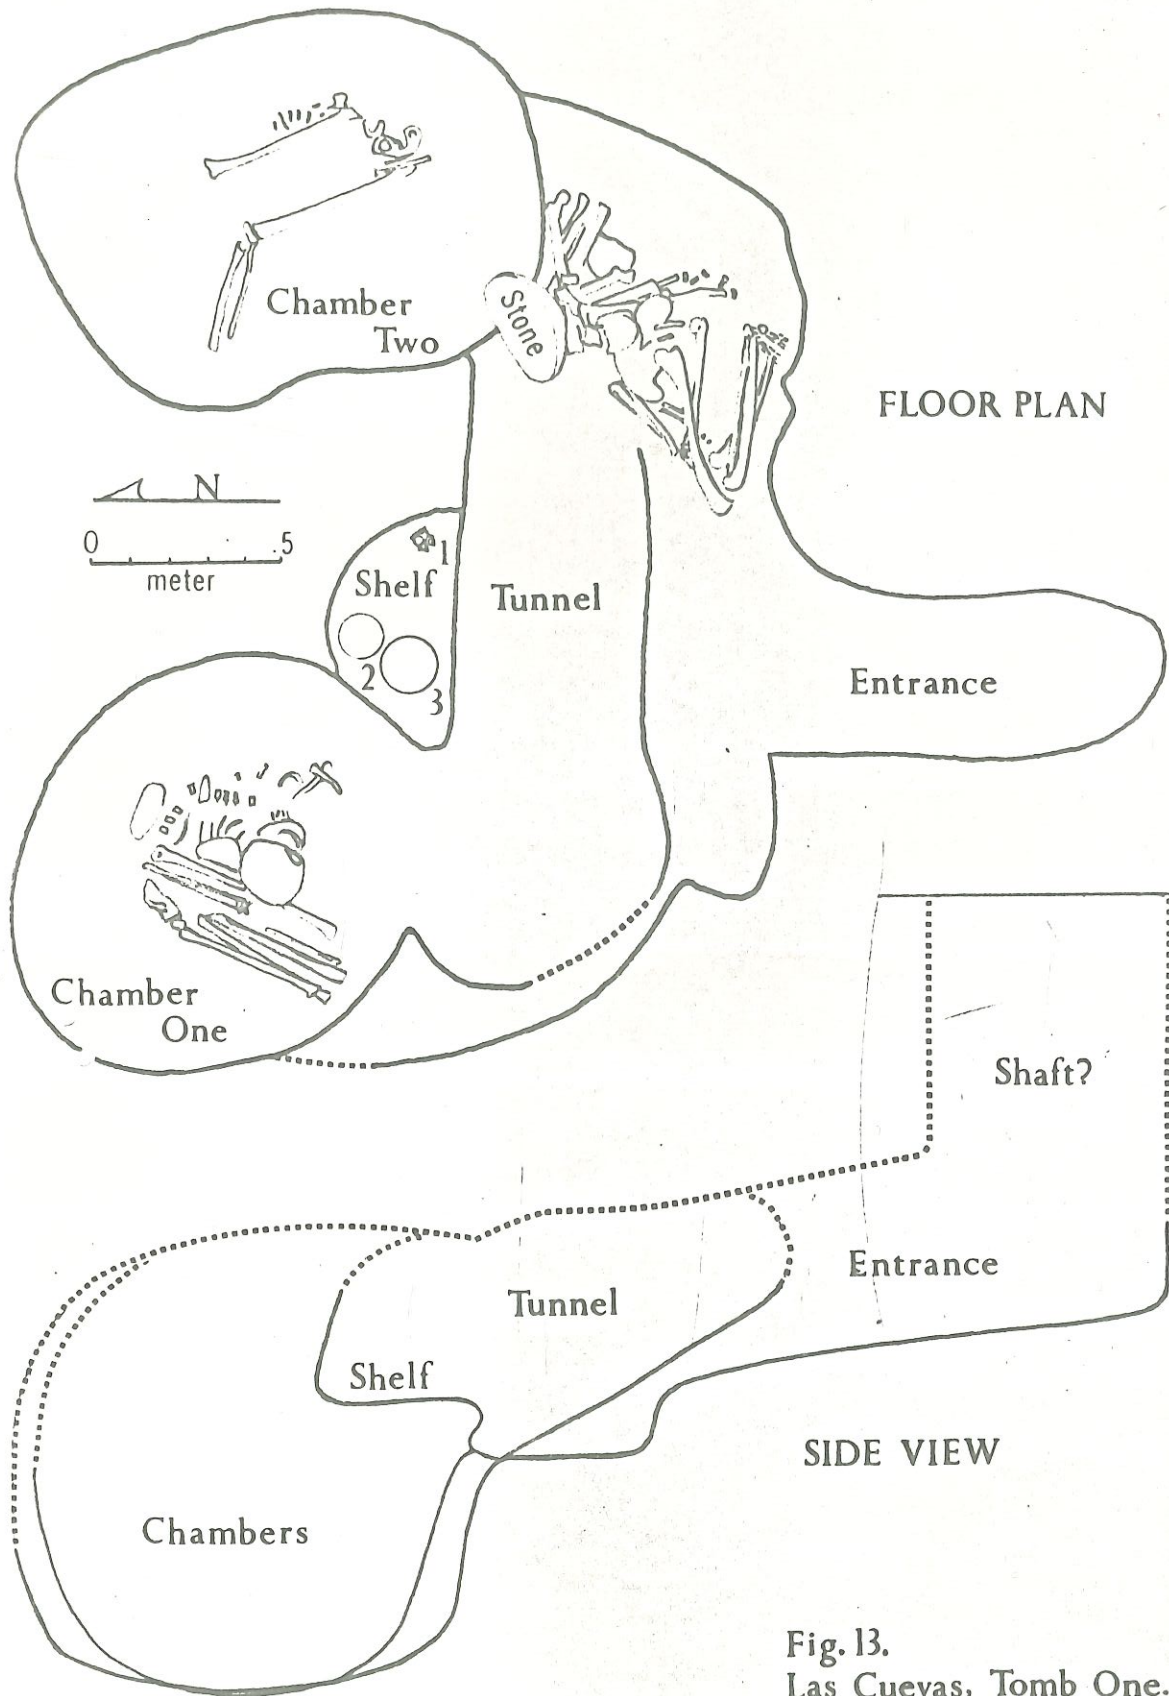 Chamber
Two
Stone
FLOOR PLAN
N
0 .5
meter
1
Shelf
2
3
Tunnel
Entrance
Chamber
One
Shaft?
Entrance
Tunnel
Shelf
SIDE VIEW
Chambers
Fig. 13.
Las Cuevas, Tomb One.